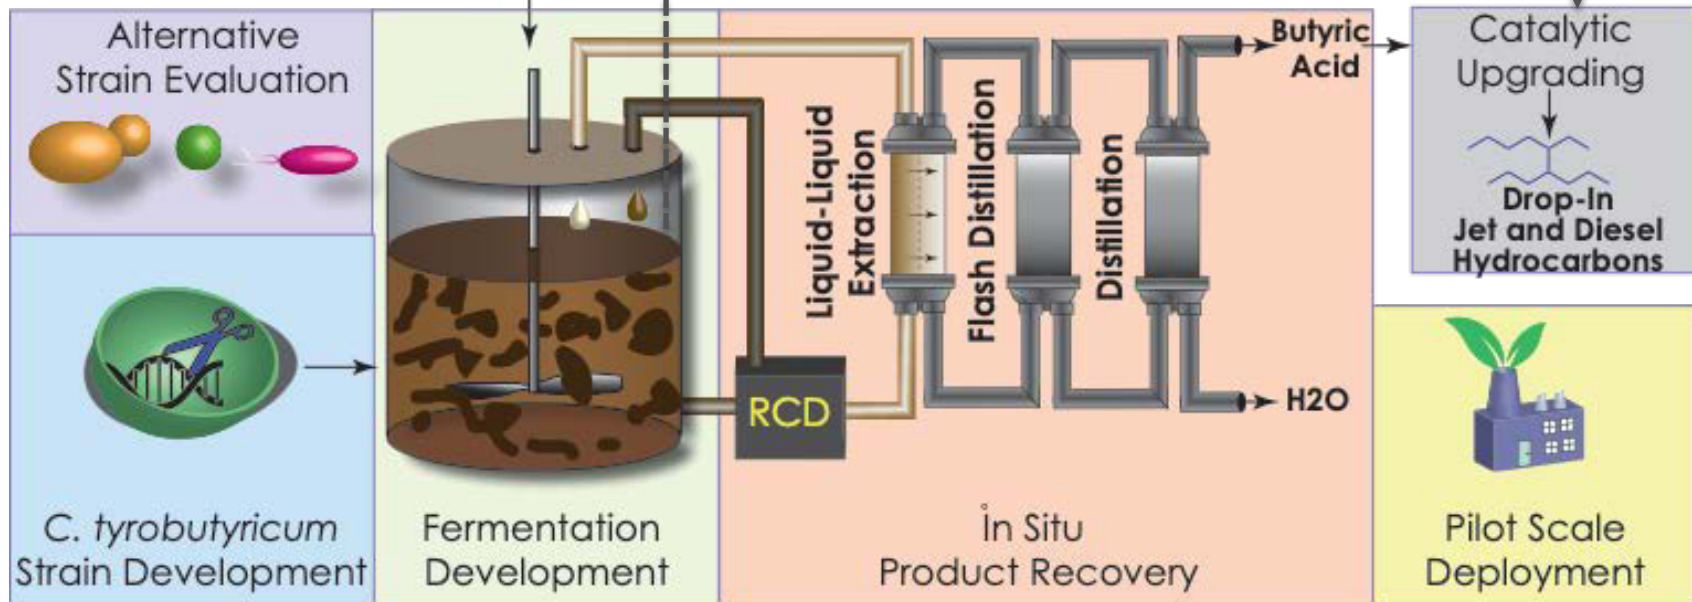 Alternative
Strain Evaluation
C. tyrobutyricum
Strain Development
Fermentation
Development
RCD
Liquid-Liquid
Extraction
Flash Distillation
Distillation
Butyric
Acid
H2O
In Situ
Product Recovery
Catalytic
Upgrading
Drop-In
Jet and Diesel
Hydrocarbons
Pilot Scale
Deployment